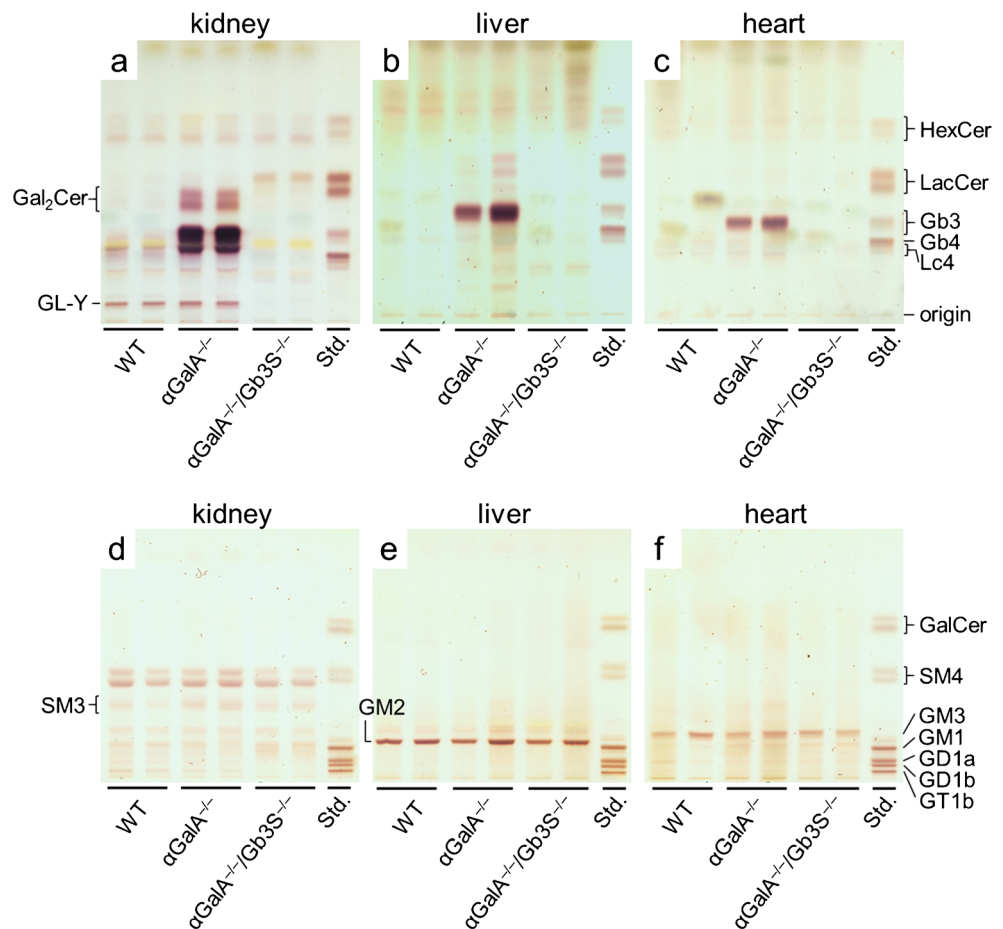 kidney
liver
heart
a
b
c
HexCer
LacCer
Gal₂Cer
Gb3
Gb4
Lc4
GL-Y
origin
WT
αGalA⁻/⁻
αGalA⁻/⁻/Gb3S⁻/⁻
Std.
WT
αGalA⁻/⁻
αGalA⁻/⁻/Gb3S⁻/⁻
Std.
WT
αGalA⁻/⁻
αGalA⁻/⁻/Gb3S⁻/⁻
Std.
kidney
liver
heart
d
e
f
GalCer
SM4
SM3
GM2
GM3
GM1
GD1a
GD1b
GT1b
WT
αGalA⁻/⁻
αGalA⁻/⁻/Gb3S⁻/⁻
Std.
WT
αGalA⁻/⁻
αGalA⁻/⁻/Gb3S⁻/⁻
Std.
WT
αGalA⁻/⁻
αGalA⁻/⁻/Gb3S⁻/⁻
Std.